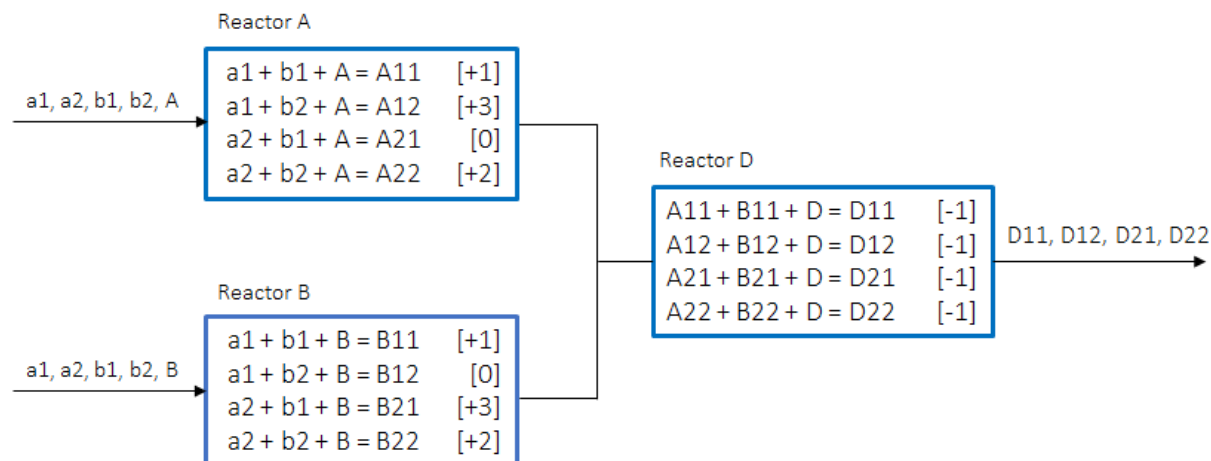 Reactor A
a1, a2, b1, b2, A
a1 + b1 + A = A11 [+1]
a1 + b2 + A = A12 [+3]
a2 + b1 + A = A21 [0]
a2 + b2 + A = A22 [+2]
Reactor B
a1, a2, b1, b2, B
a1 + b1 + B = B11 [+1]
a1 + b2 + B = B12 [0]
a2 + b1 + B = B21 [+3]
a2 + b2 + B = B22 [+2]
Reactor D
A11 + B11 + D = D11 [-1]
A12 + B12 + D = D12 [-1]
A21 + B21 + D = D21 [-1]
A22 + B22 + D = D22 [-1]
D11, D12, D21, D22